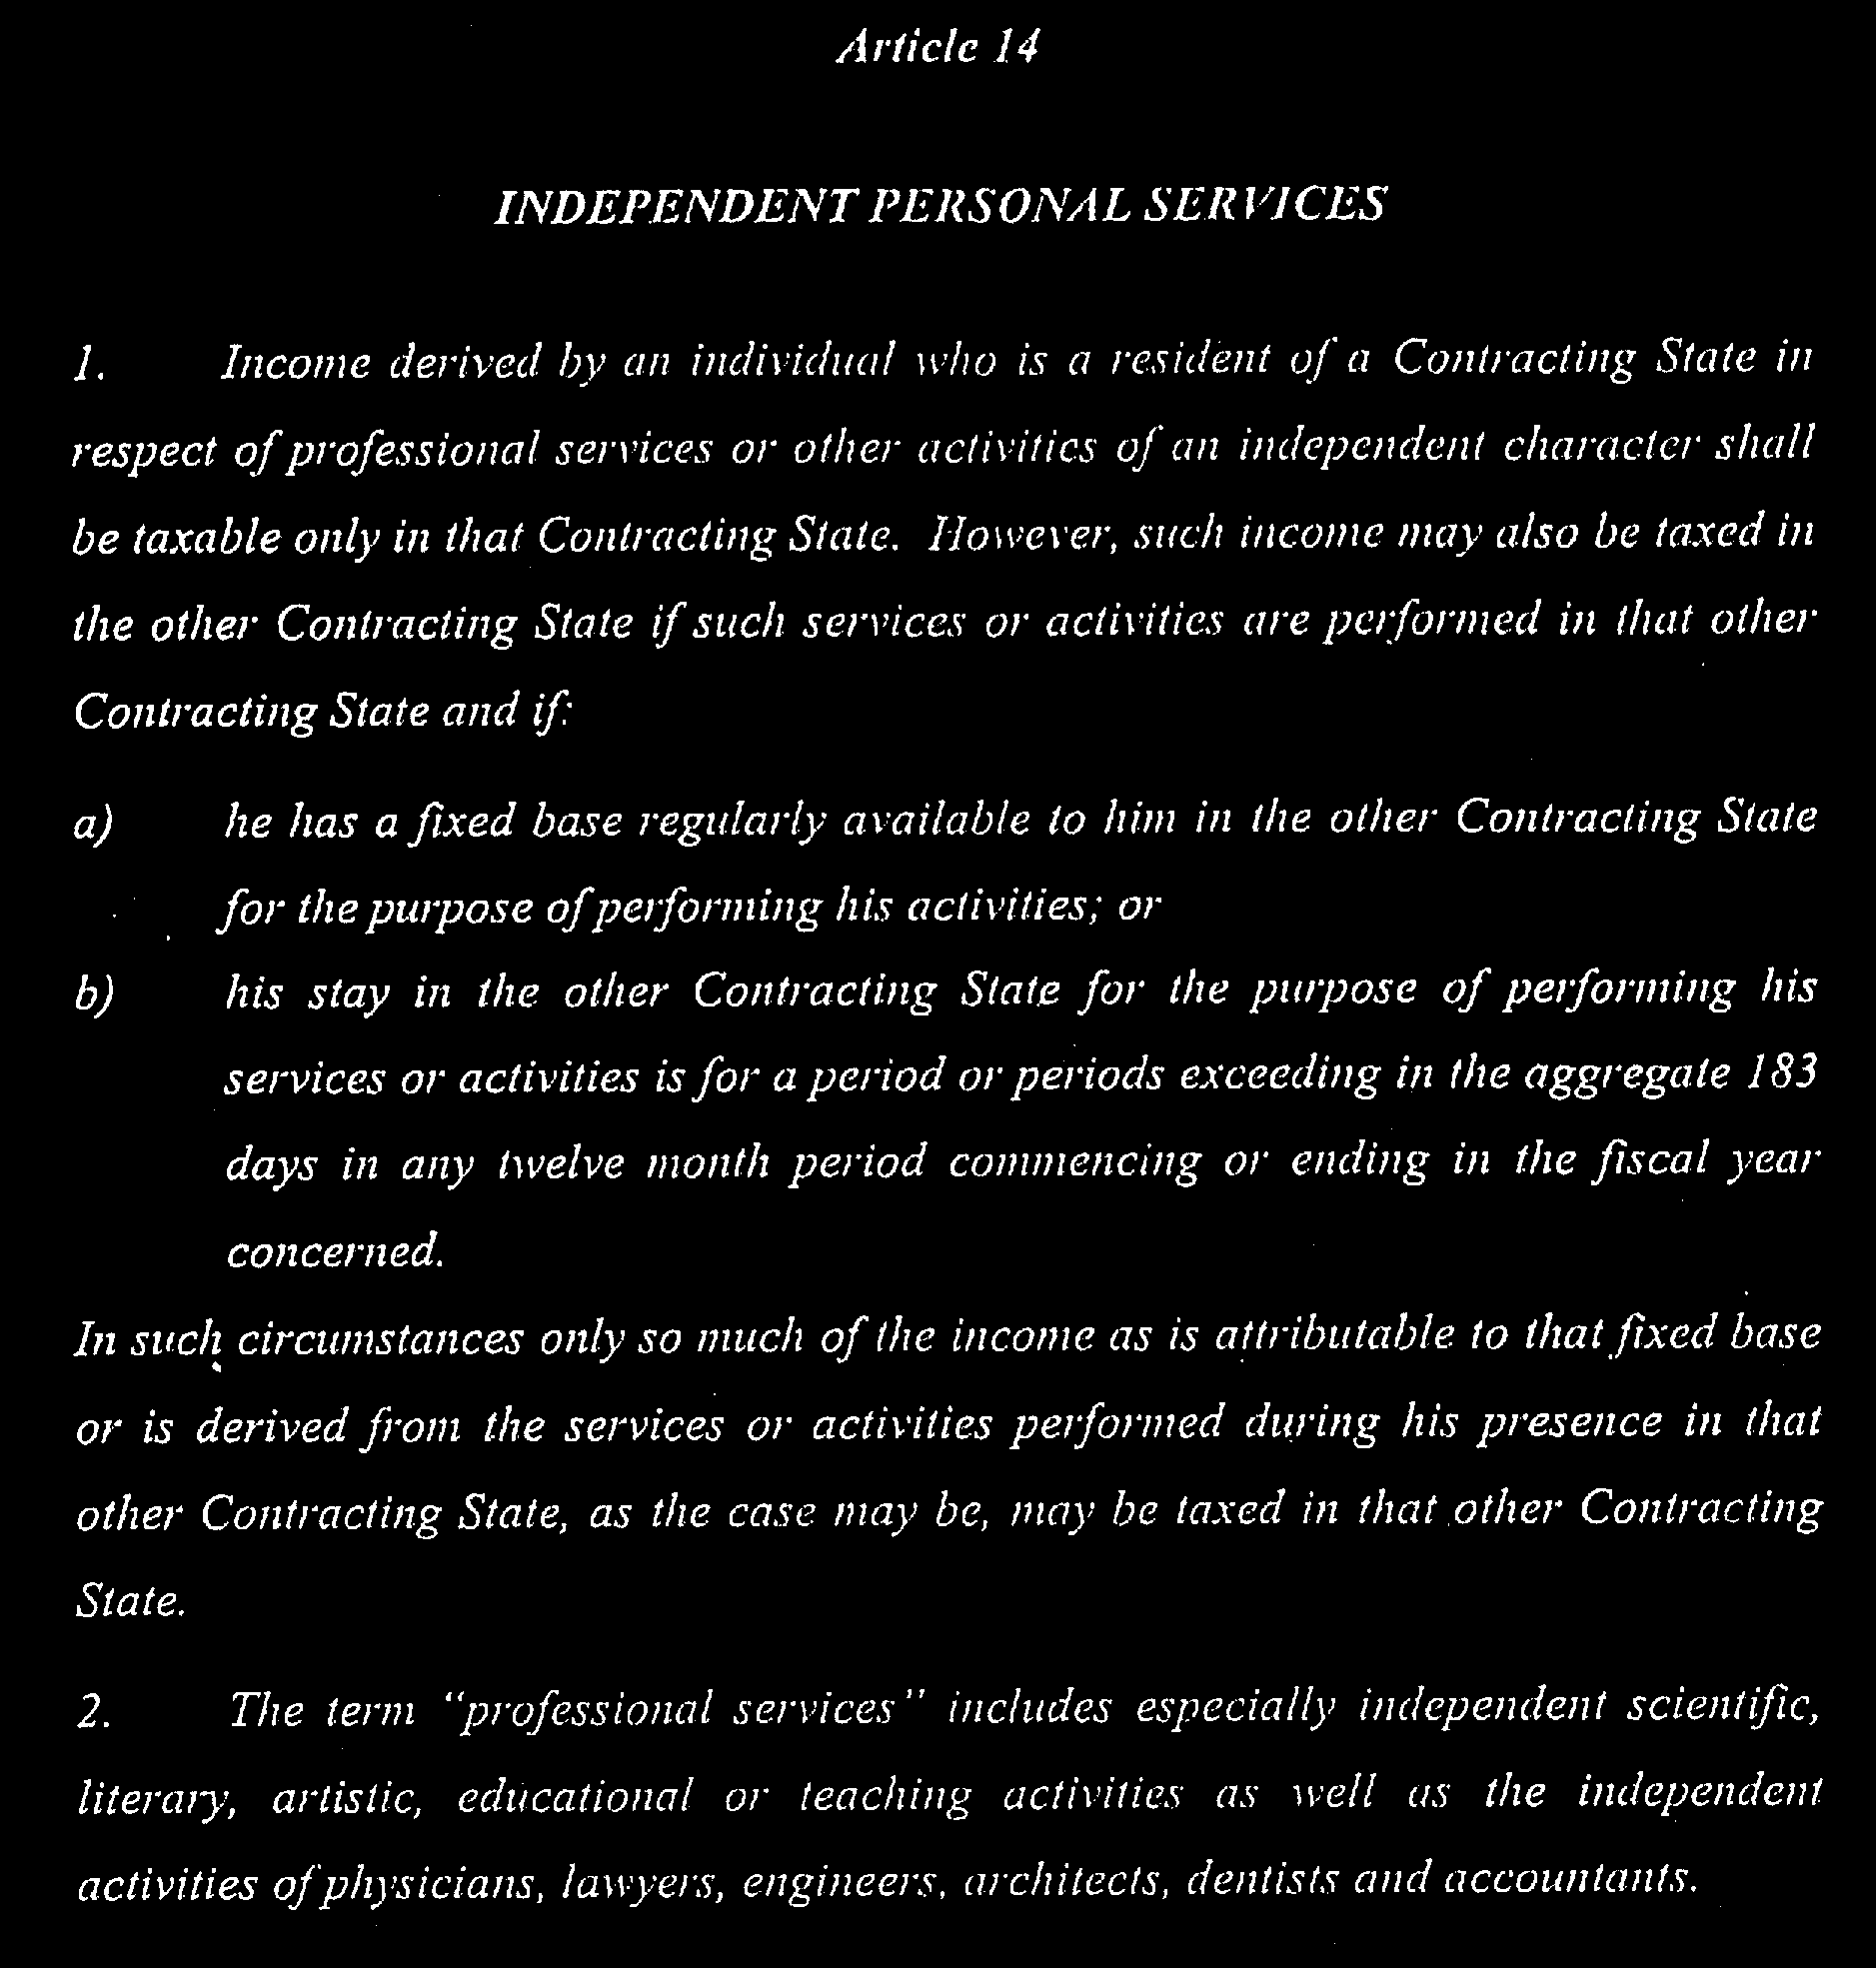 Article 14
INDEPENDENT PERSONAL SERVICES
1. Income derived by an individual who is a resident of a Contracting State in
respect of professional services or other activities of an independent character shall
be taxable only in that Contracting State. However, such income may also be taxed in
the other Contracting State if such services or activities are performed in that other
Contracting State and if:
a) he has a fixed base regularly available to him in the other Contracting State
for the purpose of performing his activities; or
b) his stay in the other Contracting State for the purpose of performing his
services or activities is for a period or periods exceeding in the aggregate 183
days in any twelve month period commencing or ending in the fiscal year
concerned.
In such circumstances only so much of the income as is attributable to that fixed base
or is derived from the services or activities performed during his presence in that
other Contracting State, as the case may be, may be taxed in that other Contracting
State.
2. The term "professional services" includes especially independent scientific,
literary, artistic, educational or teaching activities as well as the independent
activities of physicians, lawyers, engineers, architects, dentists and accountants.